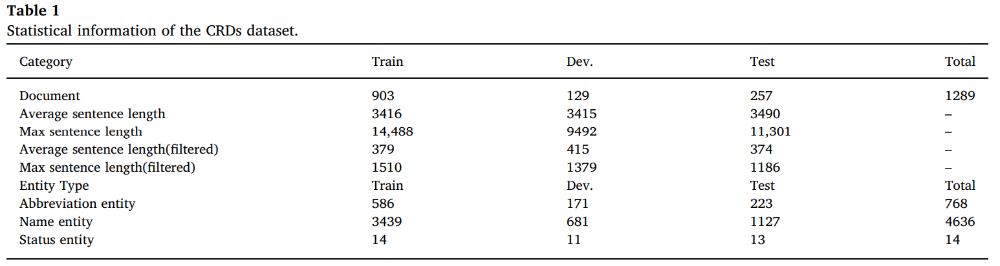 Table 1
Statistical information of the CRDs dataset.
Category Train Dev. Test Total
Document 903 129 257 1289
Average sentence length 3416 3415 3490 –
Max sentence length 14,488 9492 11,301 –
Average sentence length(filtered) 379 415 374 –
Max sentence length(filtered) 1510 1379 1186 –
Entity Type Train Dev. Test Total
Abbreviation entity 586 171 223 768
Name entity 3439 681 1127 4636
Status entity 14 11 13 14